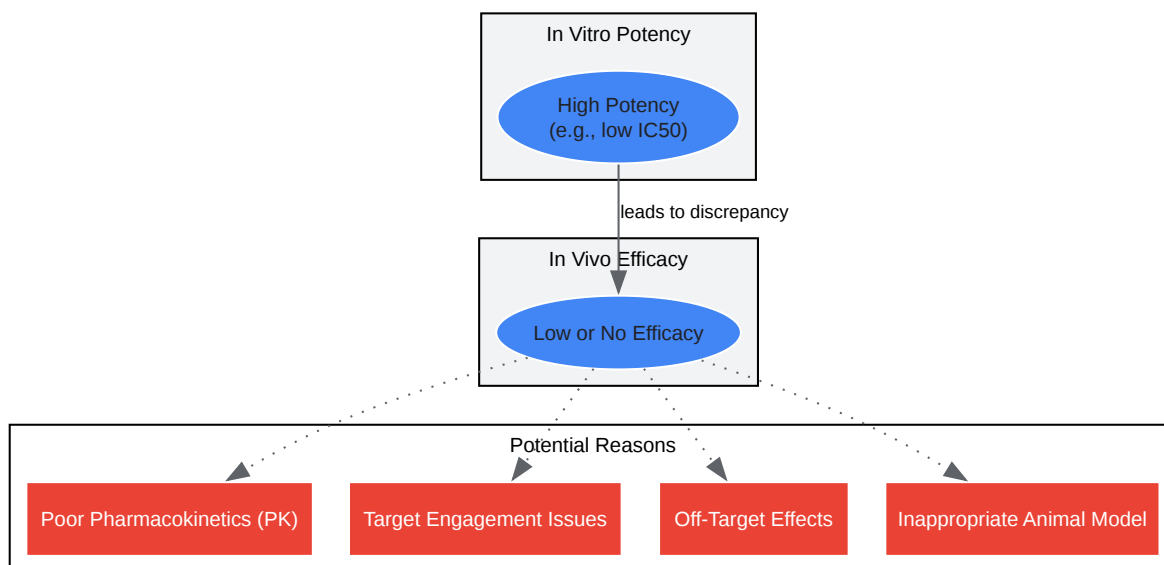 In Vitro Potency
High Potency
(e.g., low IC50)
leads to discrepancy
In Vivo Efficacy
Low or No Efficacy
Potential Reasons
Poor Pharmacokinetics (PK)
Target Engagement Issues
Off-Target Effects
Inappropriate Animal Model